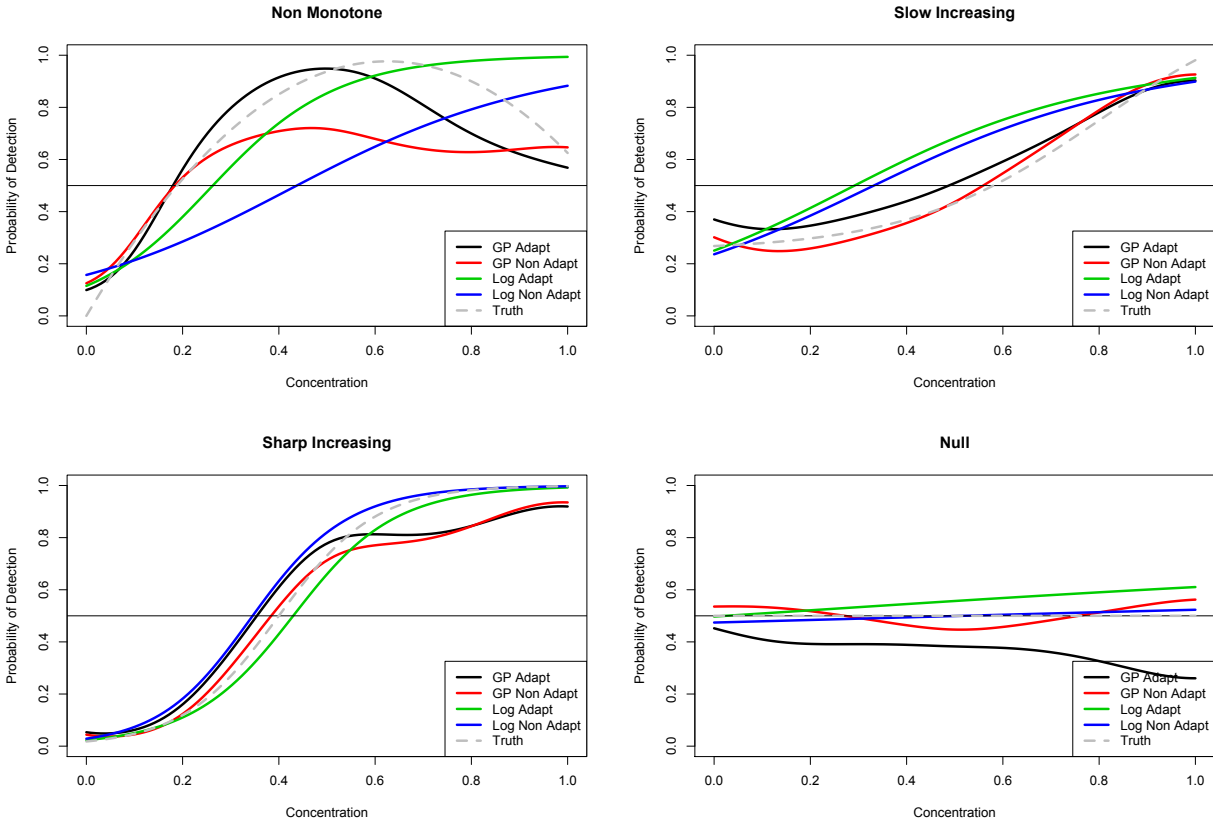 Non Monotone
Probability of Detection
1.0
0.8
0.6
0.4
0.2
0.0
GP Adapt
GP Non Adapt
Log Adapt
Log Non Adapt
Truth
0.0 0.2 0.4 0.6 0.8 1.0
Concentration
Slow Increasing
Probability of Detection
1.0
0.8
0.6
0.4
0.2
0.0
GP Adapt
GP Non Adapt
Log Adapt
Log Non Adapt
Truth
0.0 0.2 0.4 0.6 0.8 1.0
Concentration
Sharp Increasing
Probability of Detection
1.0
0.8
0.6
0.4
0.2
0.0
GP Adapt
GP Non Adapt
Log Adapt
Log Non Adapt
Truth
0.0 0.2 0.4 0.6 0.8 1.0
Concentration
Null
Probability of Detection
1.0
0.8
0.6
0.4
0.2
0.0
GP Adapt
GP Non Adapt
Log Adapt
Log Non Adapt
Truth
0.0 0.2 0.4 0.6 0.8 1.0
Concentration